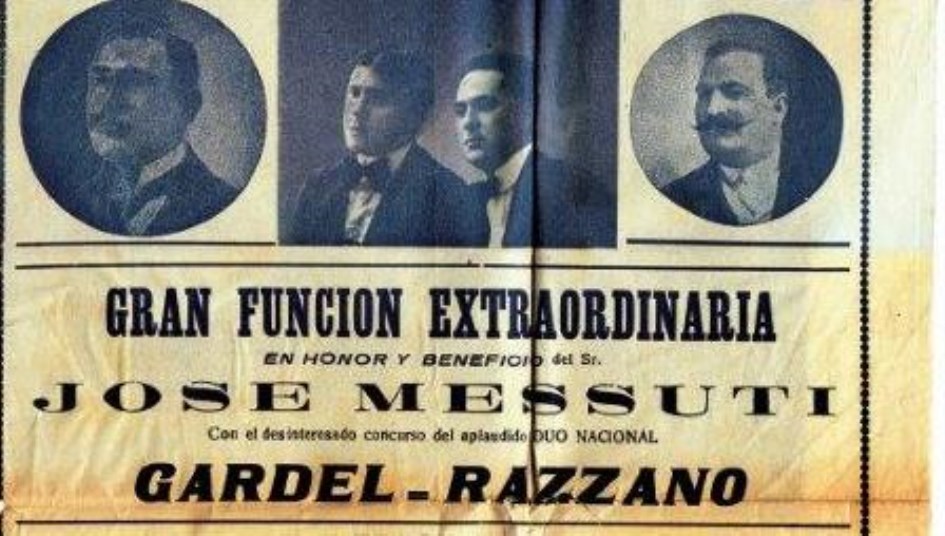 GRAN FUNCION EXTRAORDINARIA
EN HONOR Y BENEFICIO del Sr.
JOSE MESSUTI
Con el desinteresado concurso del aplaudido DUO NACIONAL
GARDEL - RAZZANO